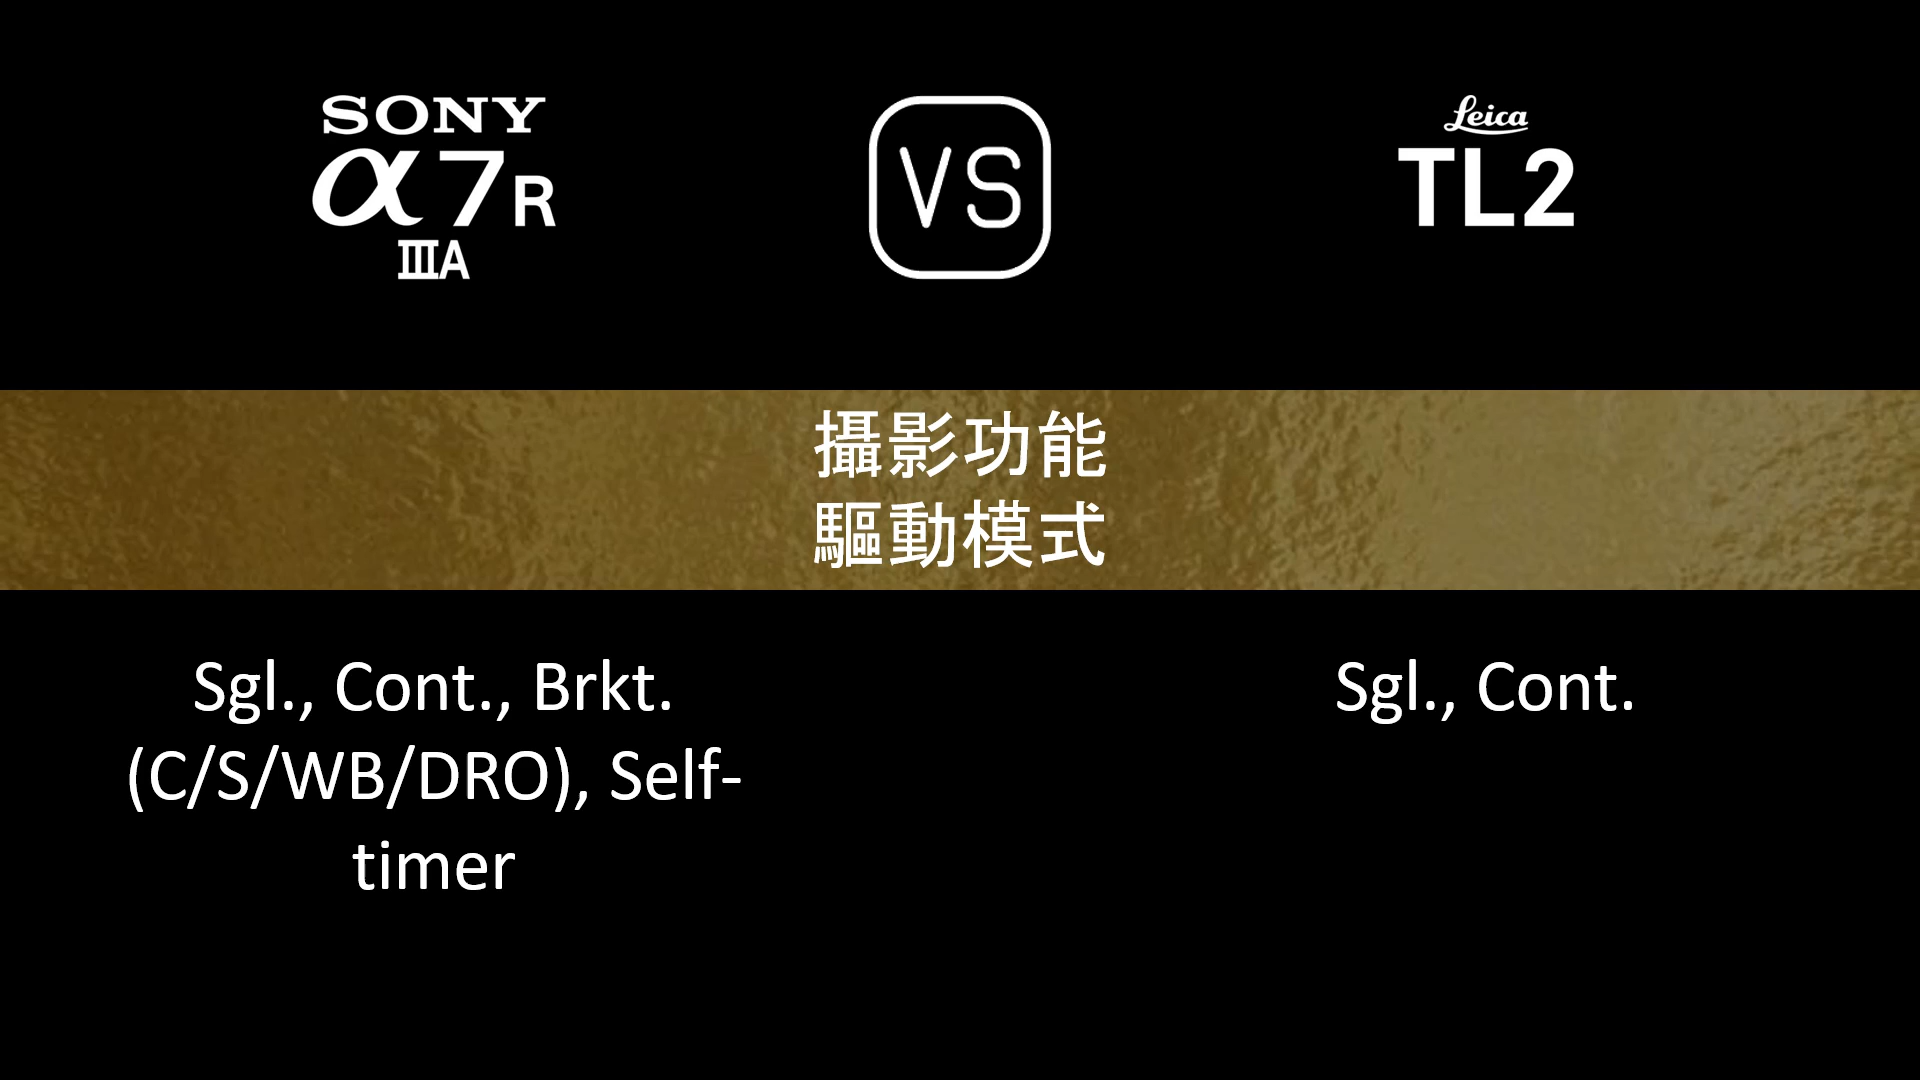 SONY
α7R
IIIA
VS
Leica
TL2
攝影功能
驅動模式
Sgl., Cont., Brkt.
(C/S/WB/DRO), Self-
timer
Sgl., Cont.